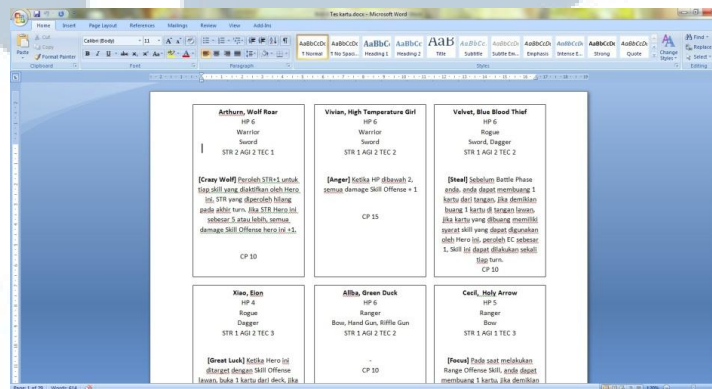 Tes kartu.docx - Microsoft Word
Home Insert Page Layout References Mailings Review View Add-Ins
Cut
Copy
Format Painter
Paste
Clipboard
Calibri (Body) 11
Font
Paragraph
AaBbCcDc AaBbCcDc AaBbC AaBbCc AaB AaBbCc. AaBbCcDc AaBbCcDc AaBbCcDc AaBbCcDc AaBbCcDc
¶ Normal ¶ No Spaci... Heading 1 Heading 2 Title Subtitle Subtle Em... Emphasis Intense E... Strong Quote
Styles
Change Styles
Find
Replace
Select
Editing
Arthurn, Wolf Roar
HP 6
Warrior
Sword
STR 2 AGI 2 TEC 1
[Crazy Wolf] Peroleh STR+1 untuk
tiap skill yang diaktifkan oleh Hero
ini, STR yang diperoleh hilang
pada akhir turn. Jika STR Hero ini
sebesar 5 atau lebih, semua
damage Skill Offense hero ini +1.
CP 10
Vivian, High Temperature Girl
HP 6
Warrior
Sword
STR 1 AGI 2 TEC 2
[Anger] Ketika HP dibawah 2,
semua damage Skill Offense + 1
CP 15
Velvet, Blue Blood Thief
HP 6
Rogue
Sword, Dagger
STR 1 AGI 2 TEC 2
[Steal] Sebelum Battle Phase
anda, anda dapat membuang 1
kartu dari tangan, jika demikian
buang 1 kartu di tangan lawan,
jika kartu yang dibuang memiliki
syarat skill yang dapat digunakan
oleh Hero ini, peroleh EC sebesar
1, Skill ini dapat dilakukan sekali
tiap turn.
CP 10
Xiao, Eion
HP 4
Rogue
Dagger
STR 1 AGI 2 TEC 3
[Great Luck] Ketika Hero ini
ditarget dengan Skill Offense
lawan, buka 1 kartu dari deck, jika
Allba, Green Duck
HP 6
Ranger
Bow, Hand Gun, Riffle Gun
STR 1 AGI 2 TEC 2
-
CP 10
Cecil, Holy Arrow
HP 5
Ranger
Bow
STR 1 AGI 1 TEC 3
[Focus] Pada saat melakukan
Range Offense Skill, anda dapat
membuang 1 kartu, jika demikian